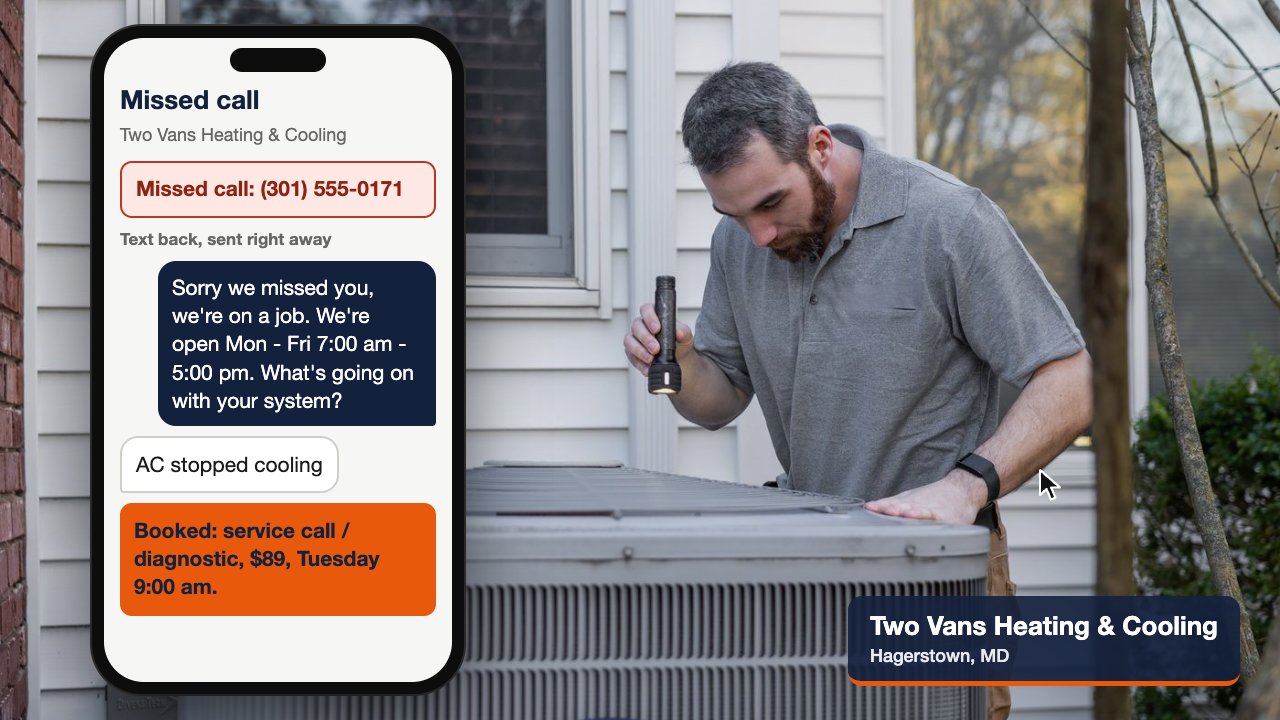 Missed call
Two Vans Heating & Cooling
Missed call: (301) 555-0171
Text back, sent right away
Sorry we missed you,
we're on a job. We're
open Mon - Fri 7:00 am -
5:00 pm. What's going on
with your system?
AC stopped cooling
Booked: service call /
diagnostic, $89, Tuesday
9:00 am.
Two Vans Heating & Cooling
Hagerstown, MD